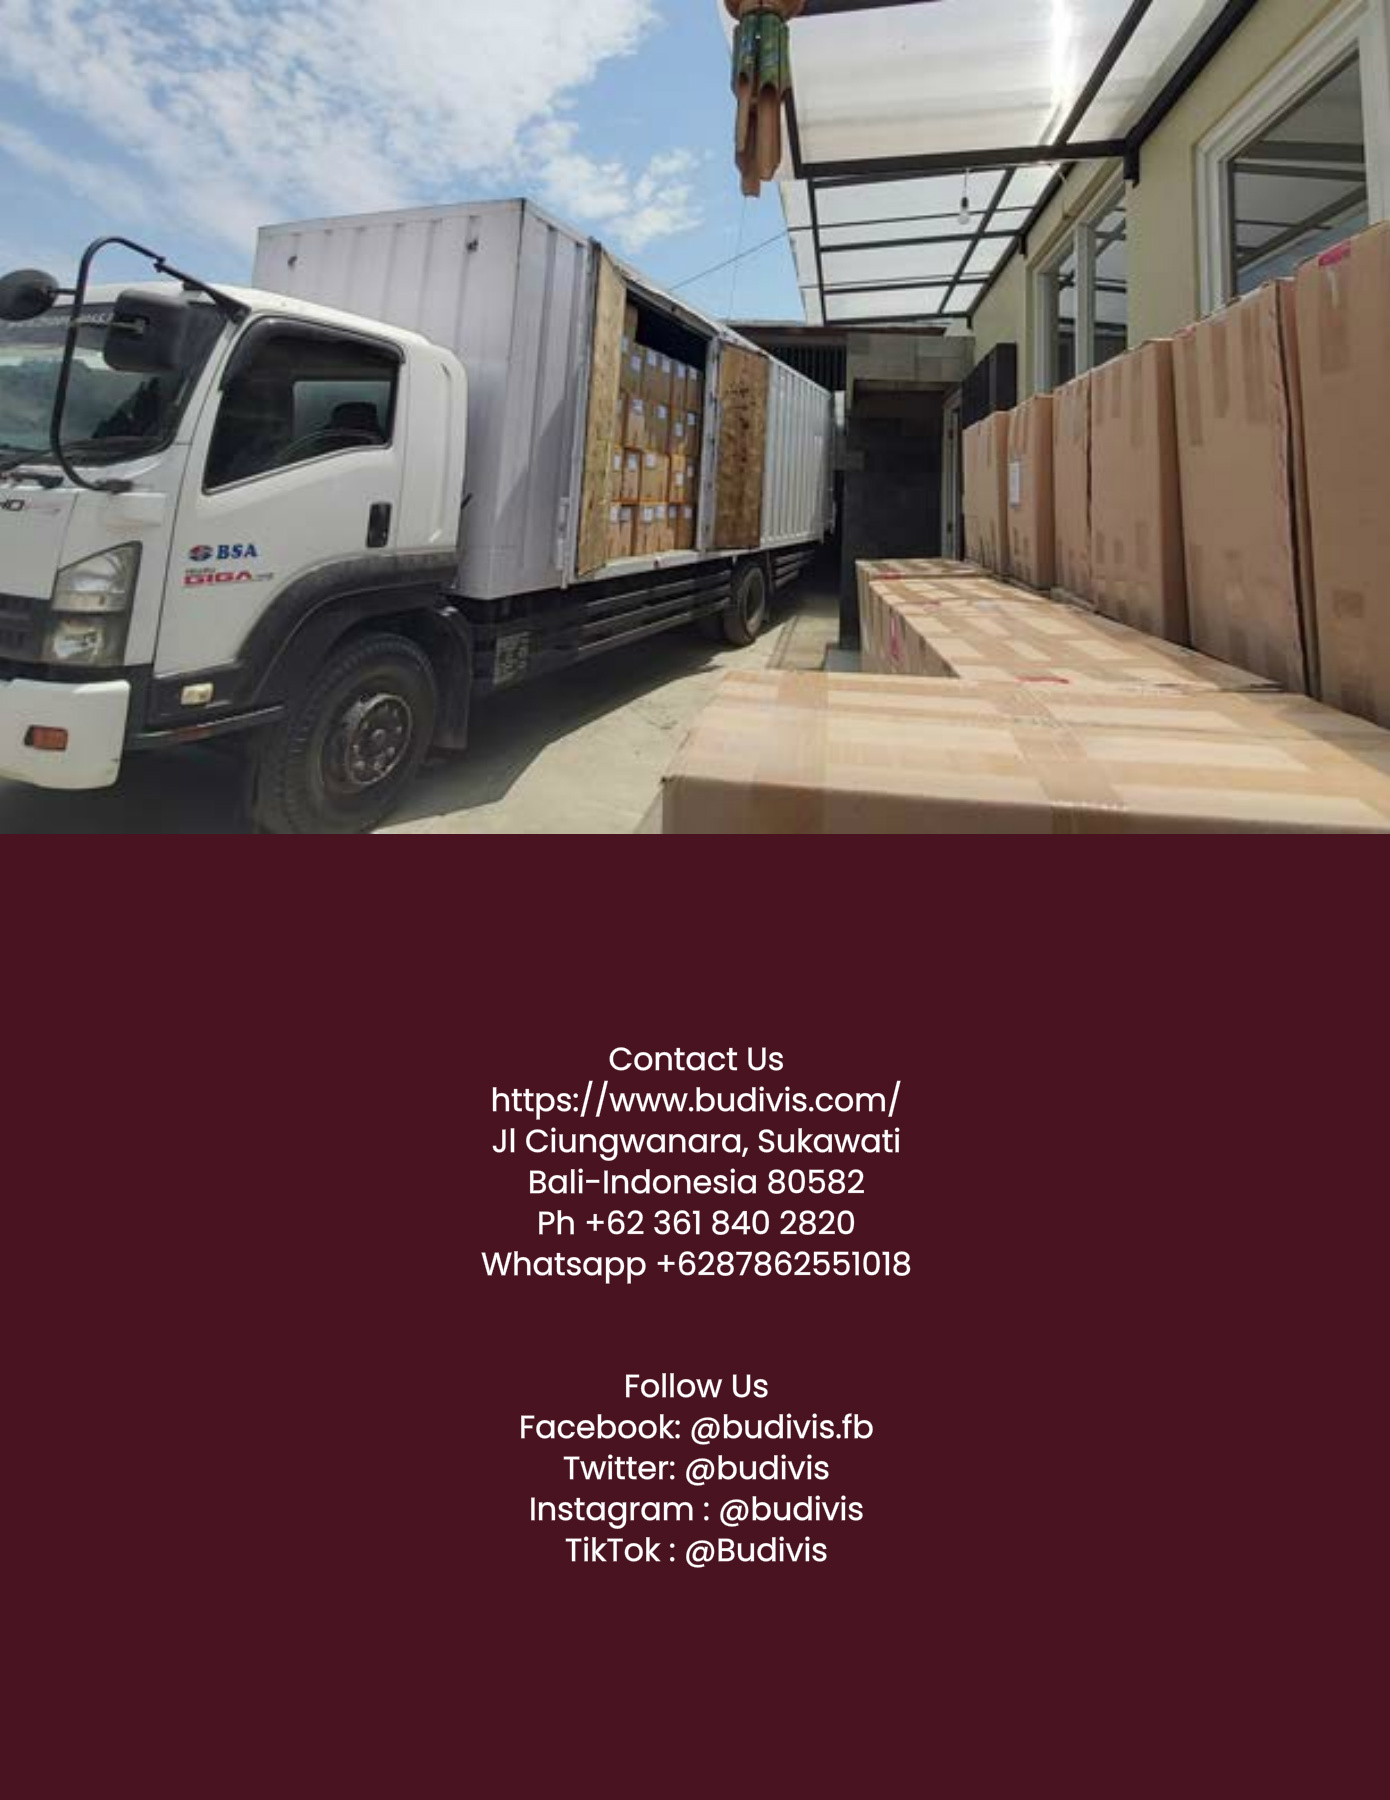 BSA
ISUZU
GIGA
Contact Us
https://www.budivis.com/
Jl Ciungwanara, Sukawati
Bali-Indonesia 80582
Ph +62 361 840 2820
Whatsapp +6287862551018
Follow Us
Facebook: @budivis.fb
Twitter: @budivis
Instagram : @budivis
TikTok : @Budivis